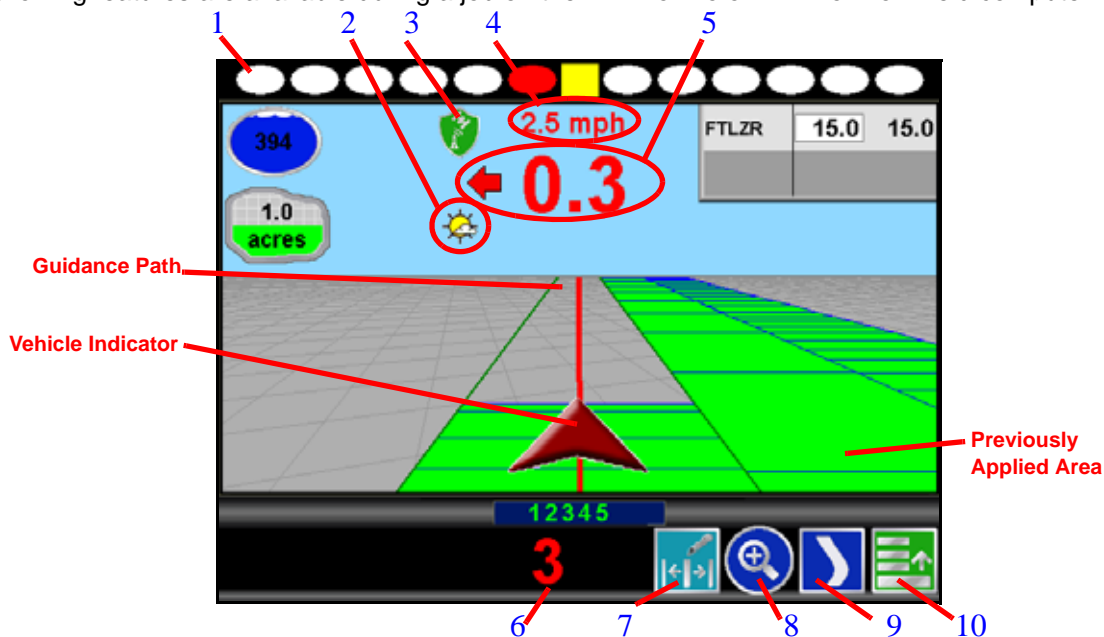 1 2 3 4 5
2.5 mph
FTLZR 15.0 15.0
394
0.3
1.0
acres
Guidance Path
Vehicle Indicator
Previously
Applied Area
12345
3
6 7 8 9 10